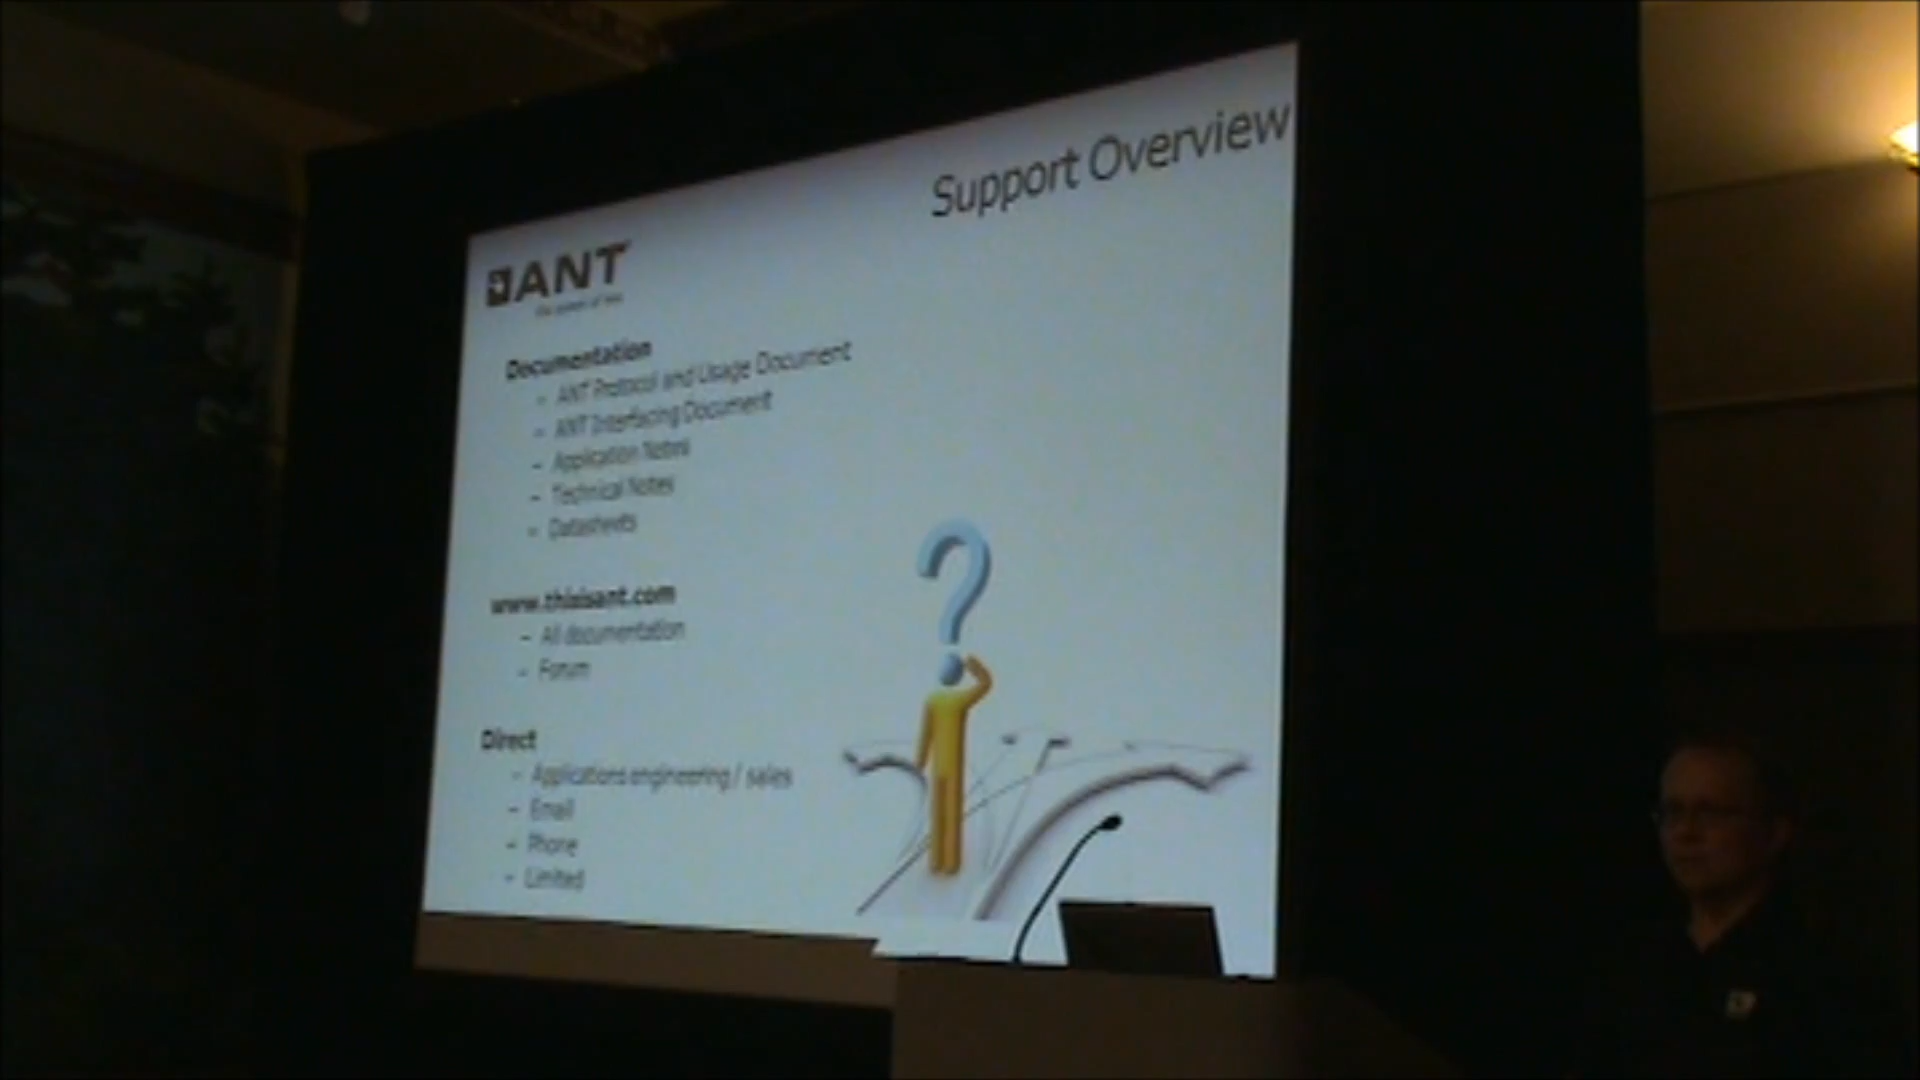 Support Overview
ANT
Documentation
- ANT Protocol and Usage Document
- ANT Interfacing Document
- Application Notes
- Technical Notes
- Datasheets
www.thisisant.com
- All documentation
- Forum
Direct
- Applications engineering / sales
- Email
- Phone
- Limited